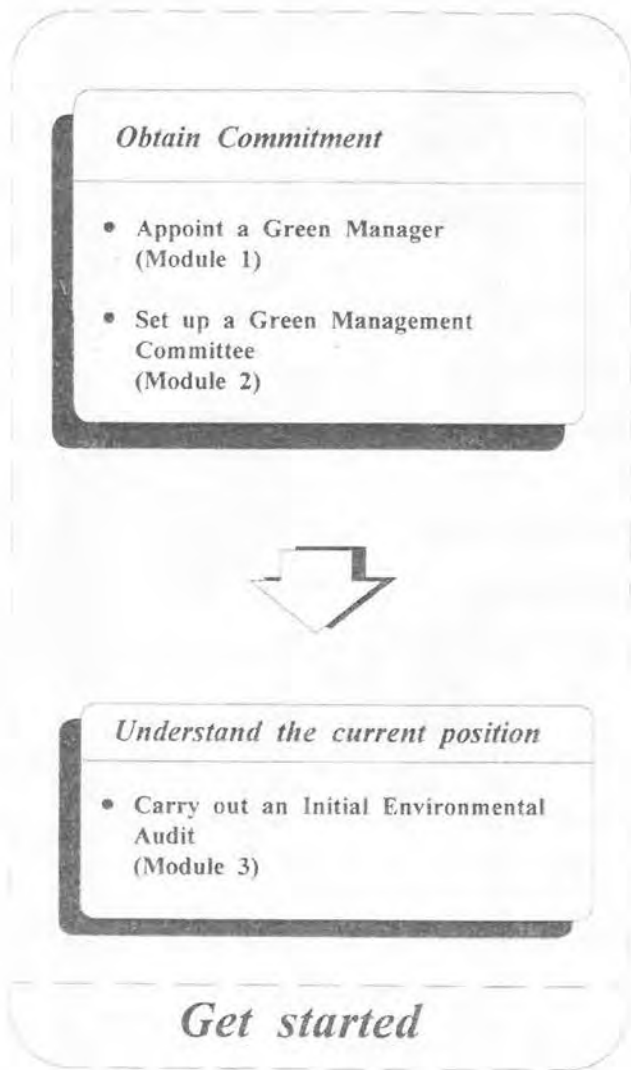 Obtain Commitment
• Appoint a Green Manager
(Module 1)
• Set up a Green Management
Committee
(Module 2)
Understand the current position
• Carry out an Initial Environmental
Audit
(Module 3)
Get started